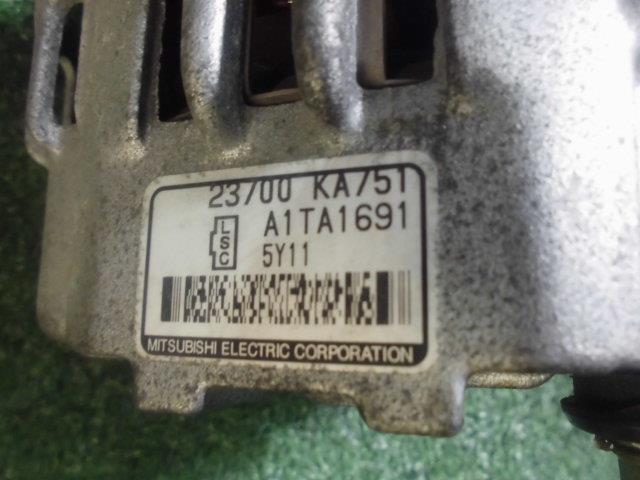 23700 KA751
A1TA1691
LSC
5Y11
MITSUBISHI ELECTRIC CORPORATION